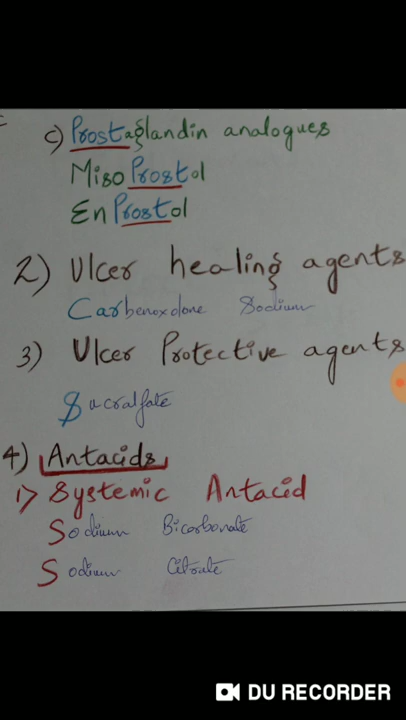 c) Prostaglandin analogues
MisoProstol
EnProstol
2) Ulcer healing agents
Carbenoxolone Sodium
3) Ulcer Protective agents
Sucralfate
4) Antacids
1> Systemic Antacid
Sodium Bicarbonate
Sodium Citrate
DU RECORDER